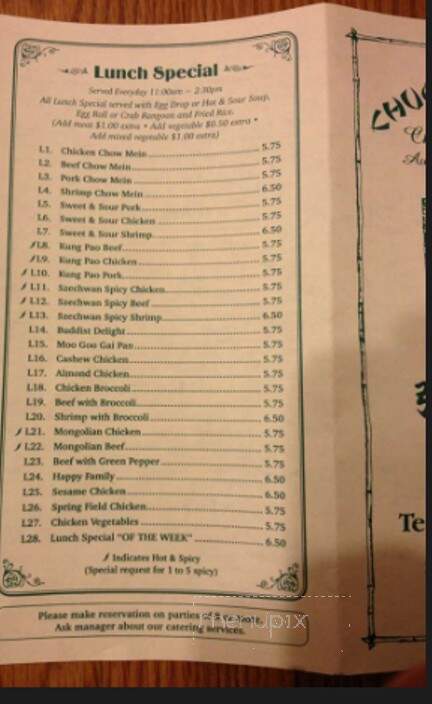 Lunch Special
Served Everyday 11:00am – 2:30pm
All Lunch Special served with Egg Drop or Hot & Sour Soup,
Egg Roll or Crab Rangoon and Fried Rice.
(Add meat $1.00 extra • Add vegetable $0.50 extra •
Add mixed vegetable $1.00 extra)
L1. Chicken Chow Mein 5.75
L2. Beef Chow Mein 5.75
L3. Pork Chow Mein 5.75
L4. Shrimp Chow Mein 6.50
L5. Sweet & Sour Pork 5.75
L6. Sweet & Sour Chicken 5.75
L7. Sweet & Sour Shrimp 6.50
L8. Kung Pao Beef 5.75
L9. Kung Pao Chicken 5.75
L10. Kung Pao Pork 5.75
L11. Szechwan Spicy Chicken 5.75
L12. Szechwan Spicy Beef 5.75
L13. Szechwan Spicy Shrimp 6.50
L14. Buddist Delight 5.75
L15. Moo Goo Gai Pan 5.75
L16. Cashew Chicken 5.75
L17. Almond Chicken 5.75
L18. Chicken Broccoli 5.75
L19. Beef with Broccoli 5.75
L20. Shrimp with Broccoli 6.50
L21. Mongolian Chicken 5.75
L22. Mongolian Beef 5.75
L23. Beef with Green Pepper 5.75
L24. Happy Family 6.50
L25. Sesame Chicken 6.50
L26. Spring Field Chicken 5.75
L27. Chicken Vegetables 5.75
L28. Lunch Special "OF THE WEEK" 6.50
Indicates Hot & Spicy
(Special request for 1 to 5 spicy)
Please make reservation on parties of
Ask manager about our catering services.
menupix
Te